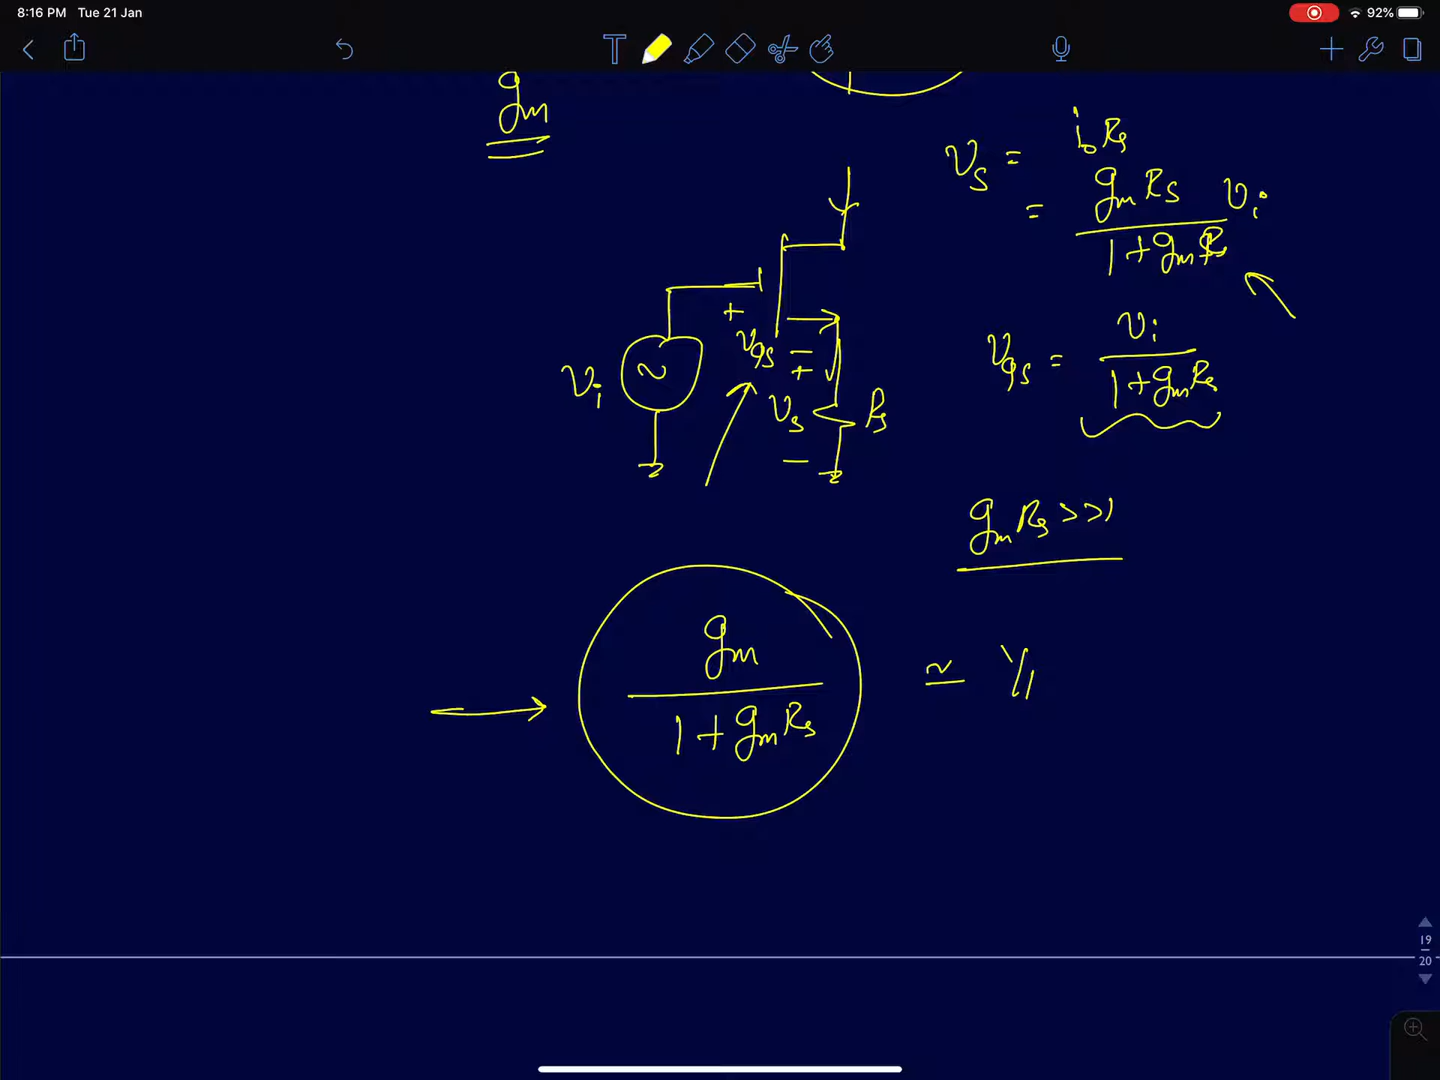 8:16 PM Tue 21 Jan
92%
T
gm
vs = i₀Rs
= gmRs / 1 + gmRs vi
vgs = vi / 1 + gmRs
+
vgs
−
vi
~
+
vs
−
Rs
gmRs >>1
gm / 1 + gmRs ≃
19
20